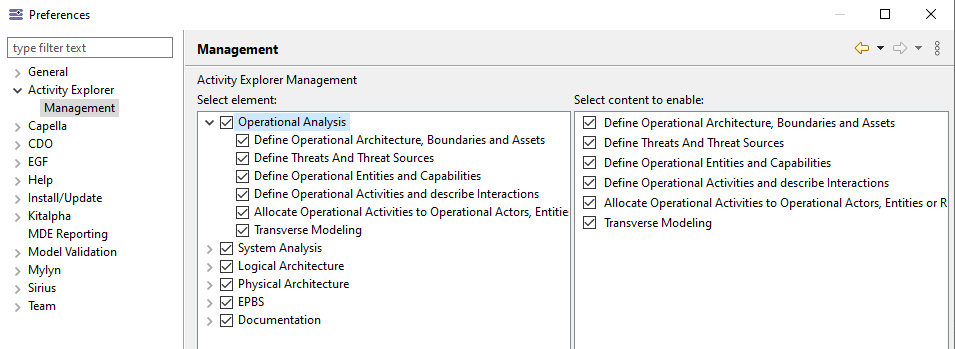 Preferences
type filter text
General
Activity Explorer
Management
Capella
CDO
EGF
Help
Install/Update
Kitalpha
MDE Reporting
Model Validation
Mylyn
Sirius
Team
Management
Activity Explorer Management
Select element:
Operational Analysis
Define Operational Architecture, Boundaries and Assets
Define Threats And Threat Sources
Define Operational Entities and Capabilities
Define Operational Activities and describe Interactions
Allocate Operational Activities to Operational Actors, Entitie
Transverse Modeling
System Analysis
Logical Architecture
Physical Architecture
EPBS
Documentation
Select content to enable:
Define Operational Architecture, Boundaries and Assets
Define Threats And Threat Sources
Define Operational Entities and Capabilities
Define Operational Activities and describe Interactions
Allocate Operational Activities to Operational Actors, Entities or R
Transverse Modeling